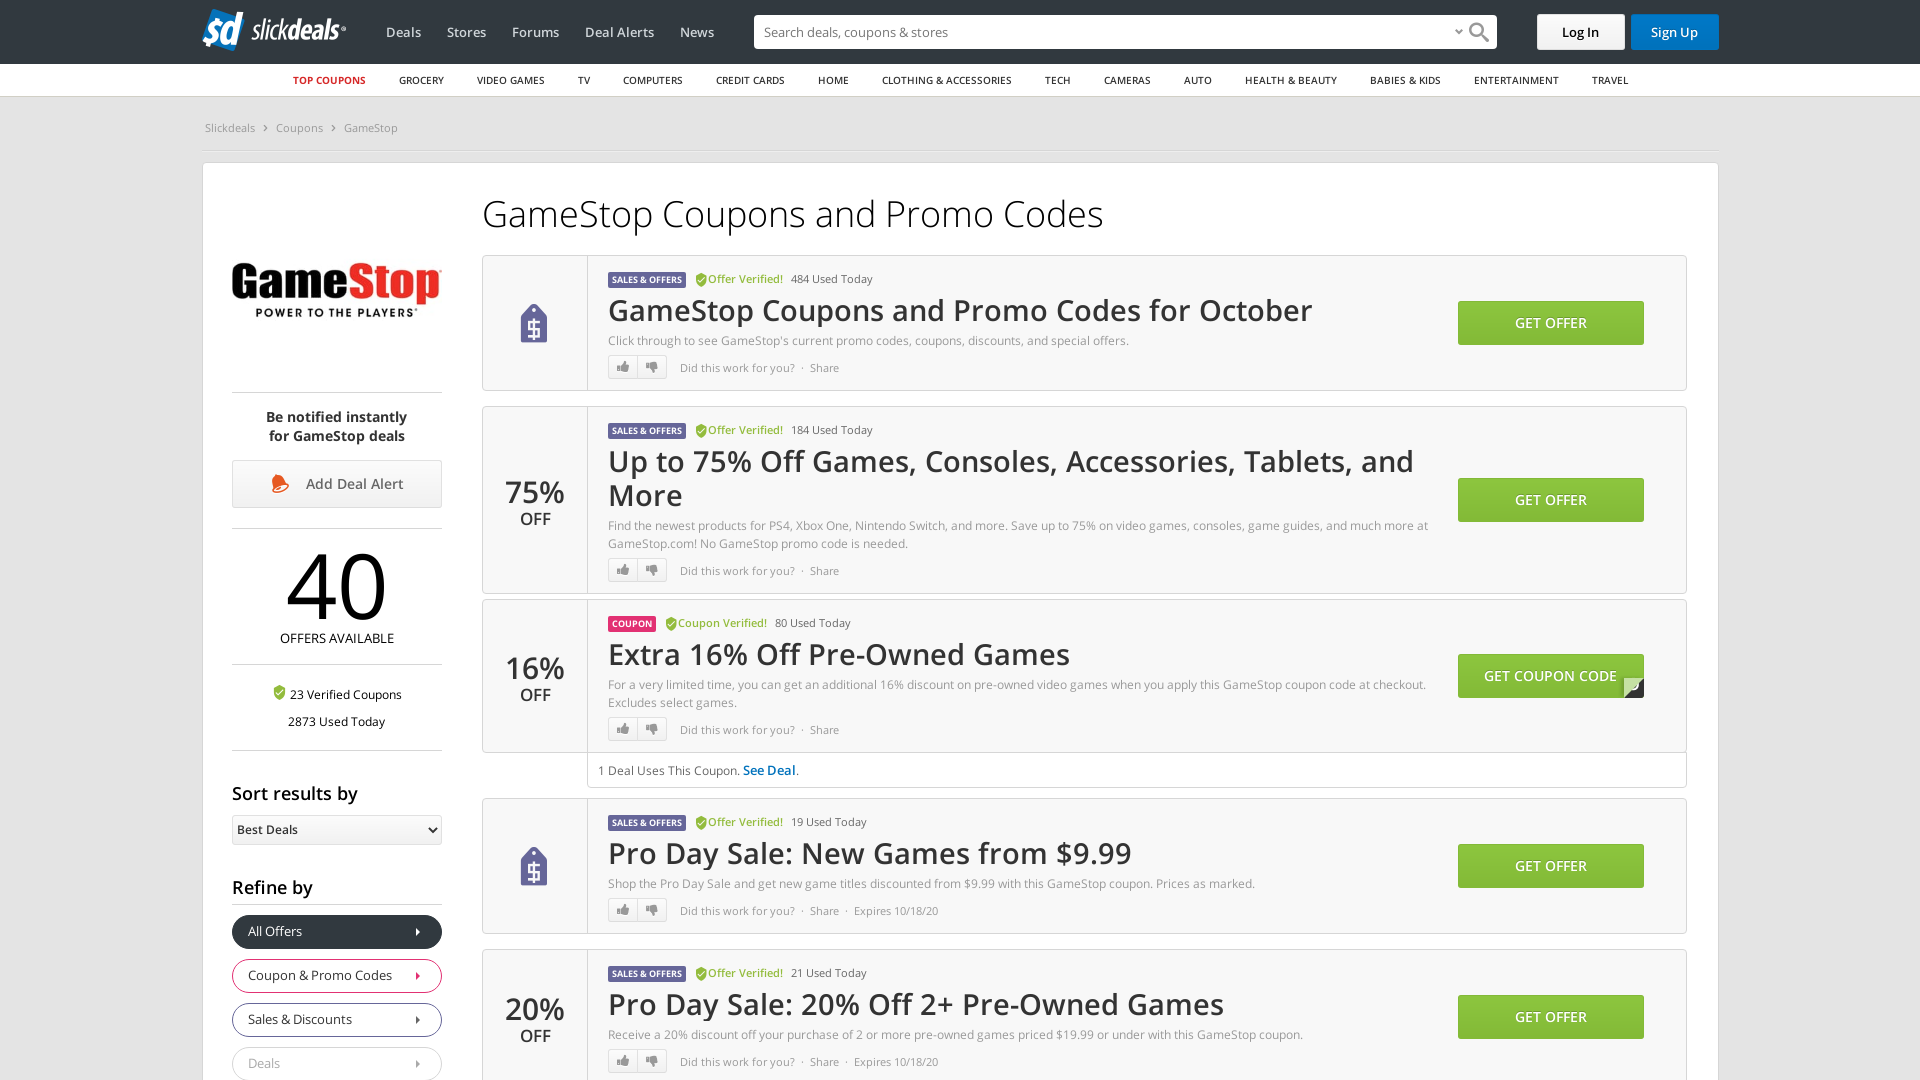 slickdeals
Deals
Stores
Forums
Deal Alerts
News
Search deals, coupons & stores
Log In
Sign Up
TOP COUPONS
GROCERY
VIDEO GAMES
TV
COMPUTERS
CREDIT CARDS
HOME
CLOTHING & ACCESSORIES
TECH
CAMERAS
AUTO
HEALTH & BEAUTY
BABIES & KIDS
ENTERTAINMENT
TRAVEL
Slickdeals > Coupons > GameStop
GameStop
POWER TO THE PLAYERS
Be notified instantly
for GameStop deals
Add Deal Alert
40
OFFERS AVAILABLE
23 Verified Coupons
2873 Used Today
Sort results by
Best Deals
Refine by
All Offers
Coupon & Promo Codes
Sales & Discounts
Deals
GameStop Coupons and Promo Codes
SALES & OFFERS Offer Verified! 484 Used Today
GameStop Coupons and Promo Codes for October
Click through to see GameStop's current promo codes, coupons, discounts, and special offers.
Did this work for you? · Share
GET OFFER
75%
OFF
SALES & OFFERS Offer Verified! 184 Used Today
Up to 75% Off Games, Consoles, Accessories, Tablets, and
More
Find the newest products for PS4, Xbox One, Nintendo Switch, and more. Save up to 75% on video games, consoles, game guides, and much more at
GameStop.com! No GameStop promo code is needed.
Did this work for you? · Share
GET OFFER
16%
OFF
COUPON Coupon Verified! 80 Used Today
Extra 16% Off Pre-Owned Games
For a very limited time, you can get an additional 16% discount on pre-owned video games when you apply this GameStop coupon code at checkout.
Excludes select games.
Did this work for you? · Share
GET COUPON CODE
1 Deal Uses This Coupon. See Deal.
SALES & OFFERS Offer Verified! 19 Used Today
Pro Day Sale: New Games from $9.99
Shop the Pro Day Sale and get new game titles discounted from $9.99 with this GameStop coupon. Prices as marked.
Did this work for you? · Share · Expires 10/18/20
GET OFFER
20%
OFF
SALES & OFFERS Offer Verified! 21 Used Today
Pro Day Sale: 20% Off 2+ Pre-Owned Games
Receive a 20% discount off your purchase of 2 or more pre-owned games priced $19.99 or under with this GameStop coupon.
Did this work for you? · Share · Expires 10/18/20
GET OFFER